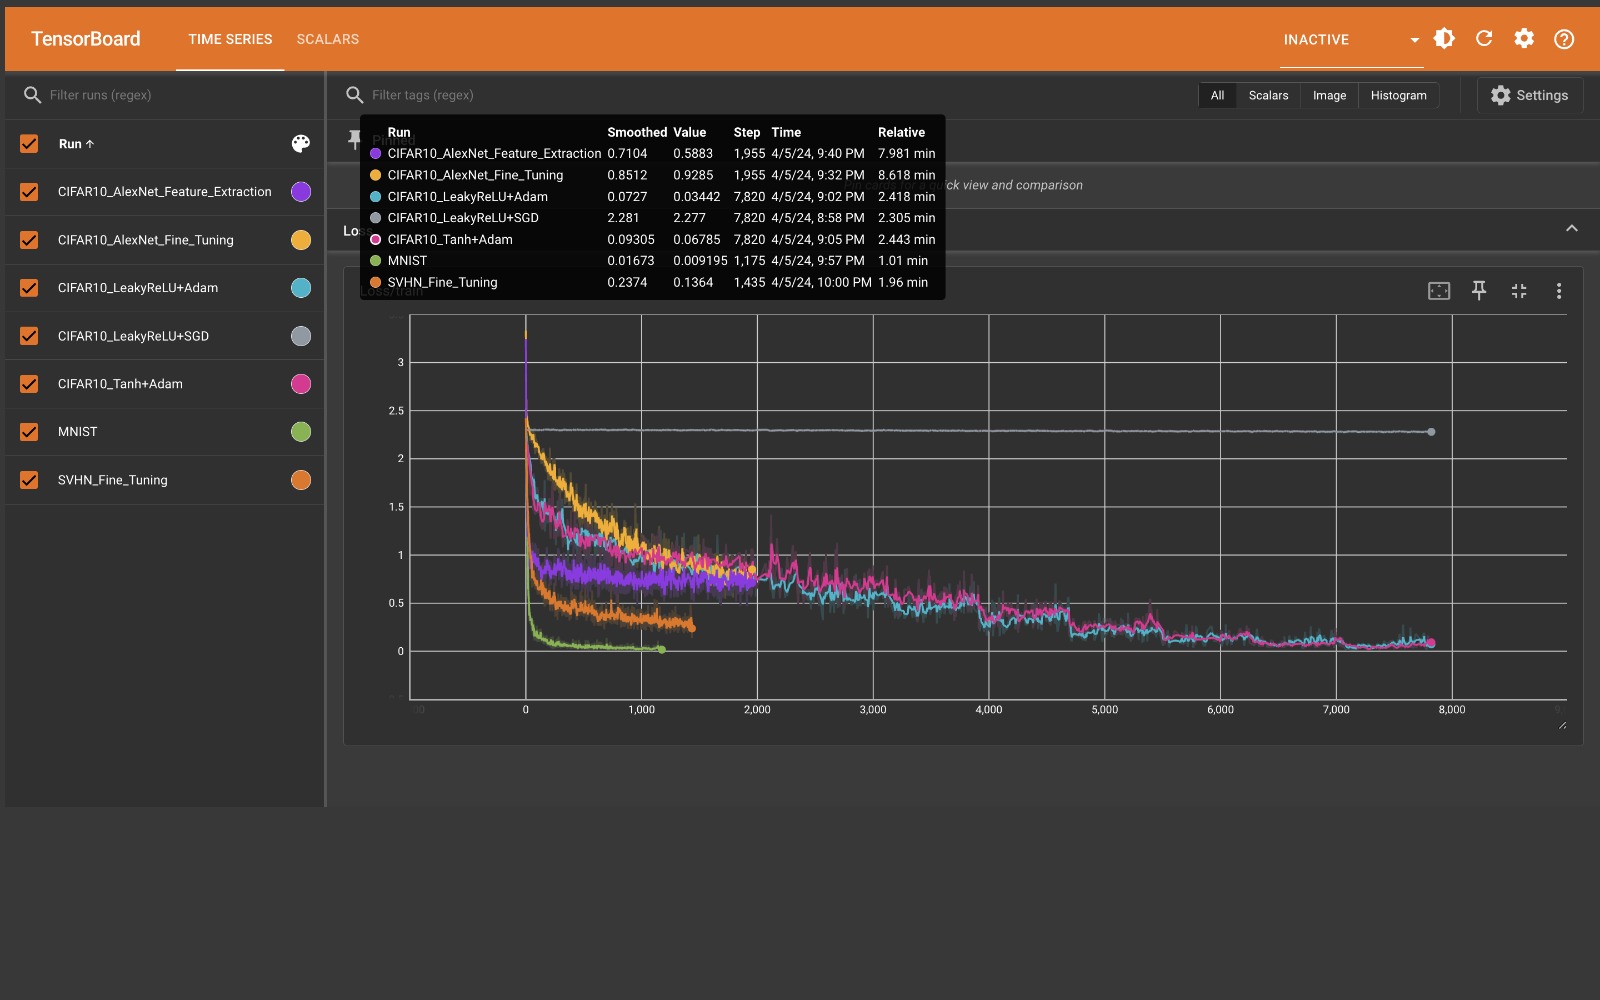 TensorBoard TIME SERIES SCALARS INACTIVE
Filter runs (regex)
Filter tags (regex) All Scalars Image Histogram Settings
Run
CIFAR10_AlexNet_Feature_Extraction
CIFAR10_AlexNet_Fine_Tuning
CIFAR10_LeakyReLU+Adam
CIFAR10_LeakyReLU+SGD
CIFAR10_Tanh+Adam
MNIST
SVHN_Fine_Tuning
Pinned
Pin cards for a quick view and comparison
Loss
Run Smoothed Value Step Time Relative
CIFAR10_AlexNet_Feature_Extraction 0.7104 0.5883 1,955 4/5/24, 9:40 PM 7.981 min
CIFAR10_AlexNet_Fine_Tuning 0.8512 0.9285 1,955 4/5/24, 9:32 PM 8.618 min
CIFAR10_LeakyReLU+Adam 0.0727 0.03442 7,820 4/5/24, 9:02 PM 2.418 min
CIFAR10_LeakyReLU+SGD 2.281 2.277 7,820 4/5/24, 8:58 PM 2.305 min
CIFAR10_Tanh+Adam 0.09305 0.06785 7,820 4/5/24, 9:05 PM 2.443 min
MNIST 0.01673 0.009195 1,175 4/5/24, 9:57 PM 1.01 min
SVHN_Fine_Tuning 0.2374 0.1364 1,435 4/5/24, 10:00 PM 1.96 min
Loss/train
3
2.5
2
1.5
1
0.5
0
0 1,000 2,000 3,000 4,000 5,000 6,000 7,000 8,000